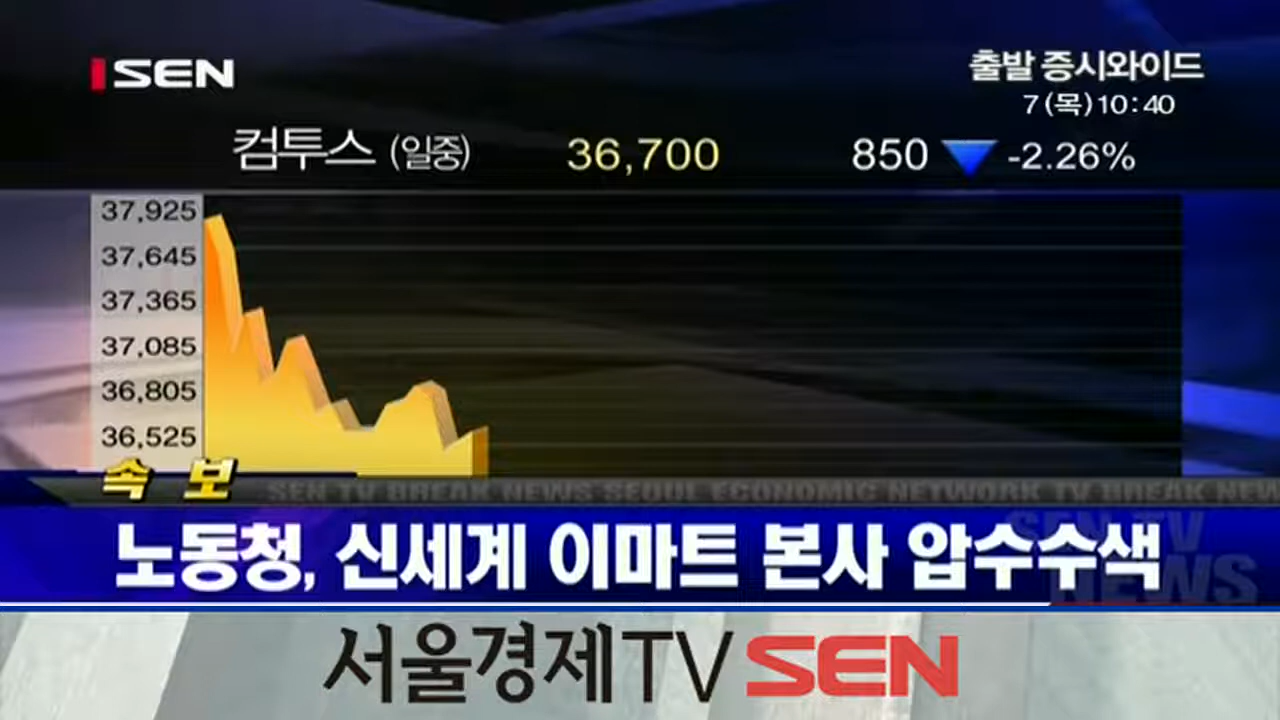 SEN
출발 증시와이드
7 (목) 10:40
컴투스 (일중) 36,700 850 ▼ -2.26%
37,925
37,645
37,365
37,085
36,805
36,525
속보
SEN TV BREAK NEWS SEOUL ECONOMIC NETWORK TV BREAK NEW
SEN TV
NEWS
노동청, 신세계 이마트 본사 압수수색
서울경제TV SEN